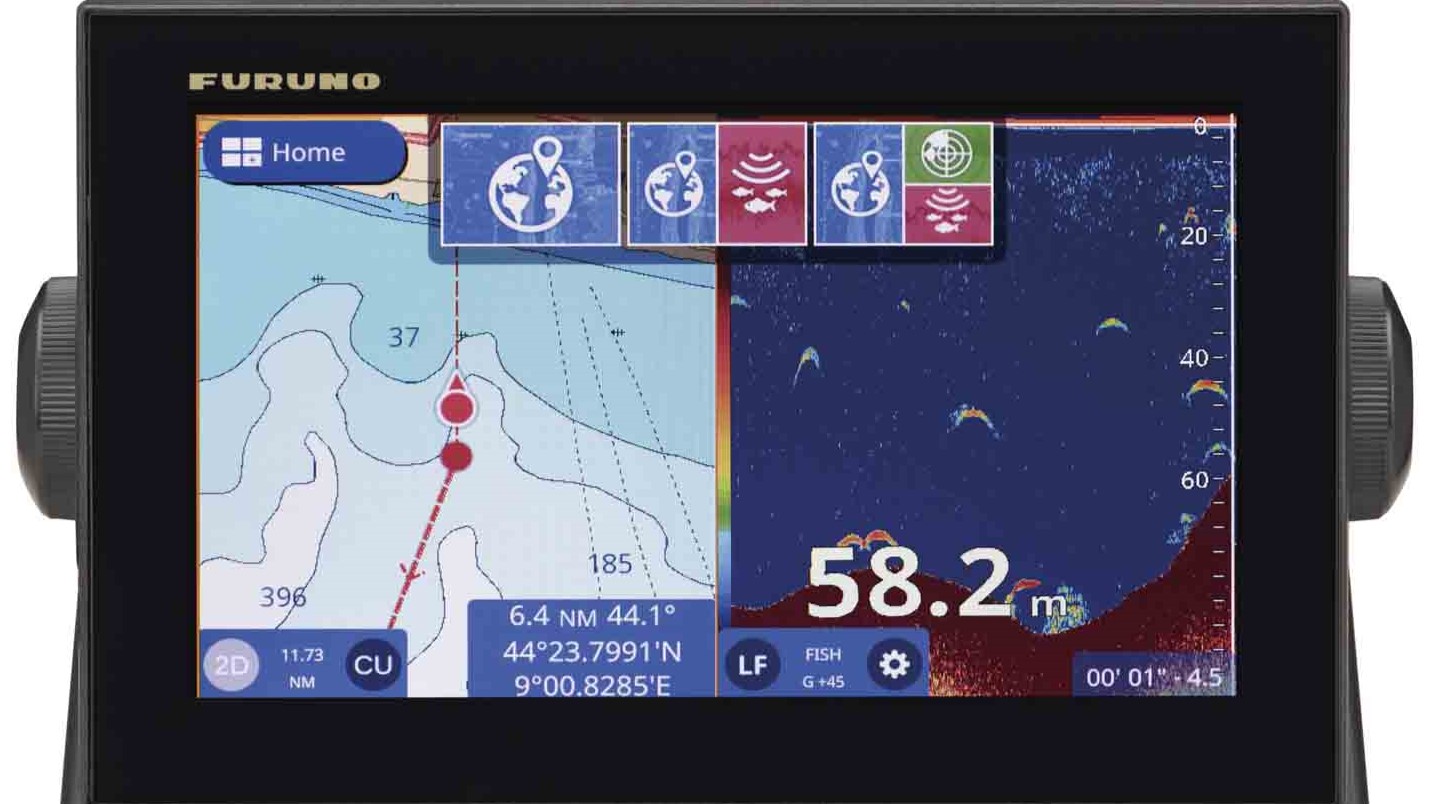 FURUNO
Home
37
396
185
2D
11.73
NM
CU
6.4 NM 44.1°
44°23.7991'N
9°00.8285'E
0
20
40
60
58.2 m
LF
FISH
G +45
00' 01" - 4.5